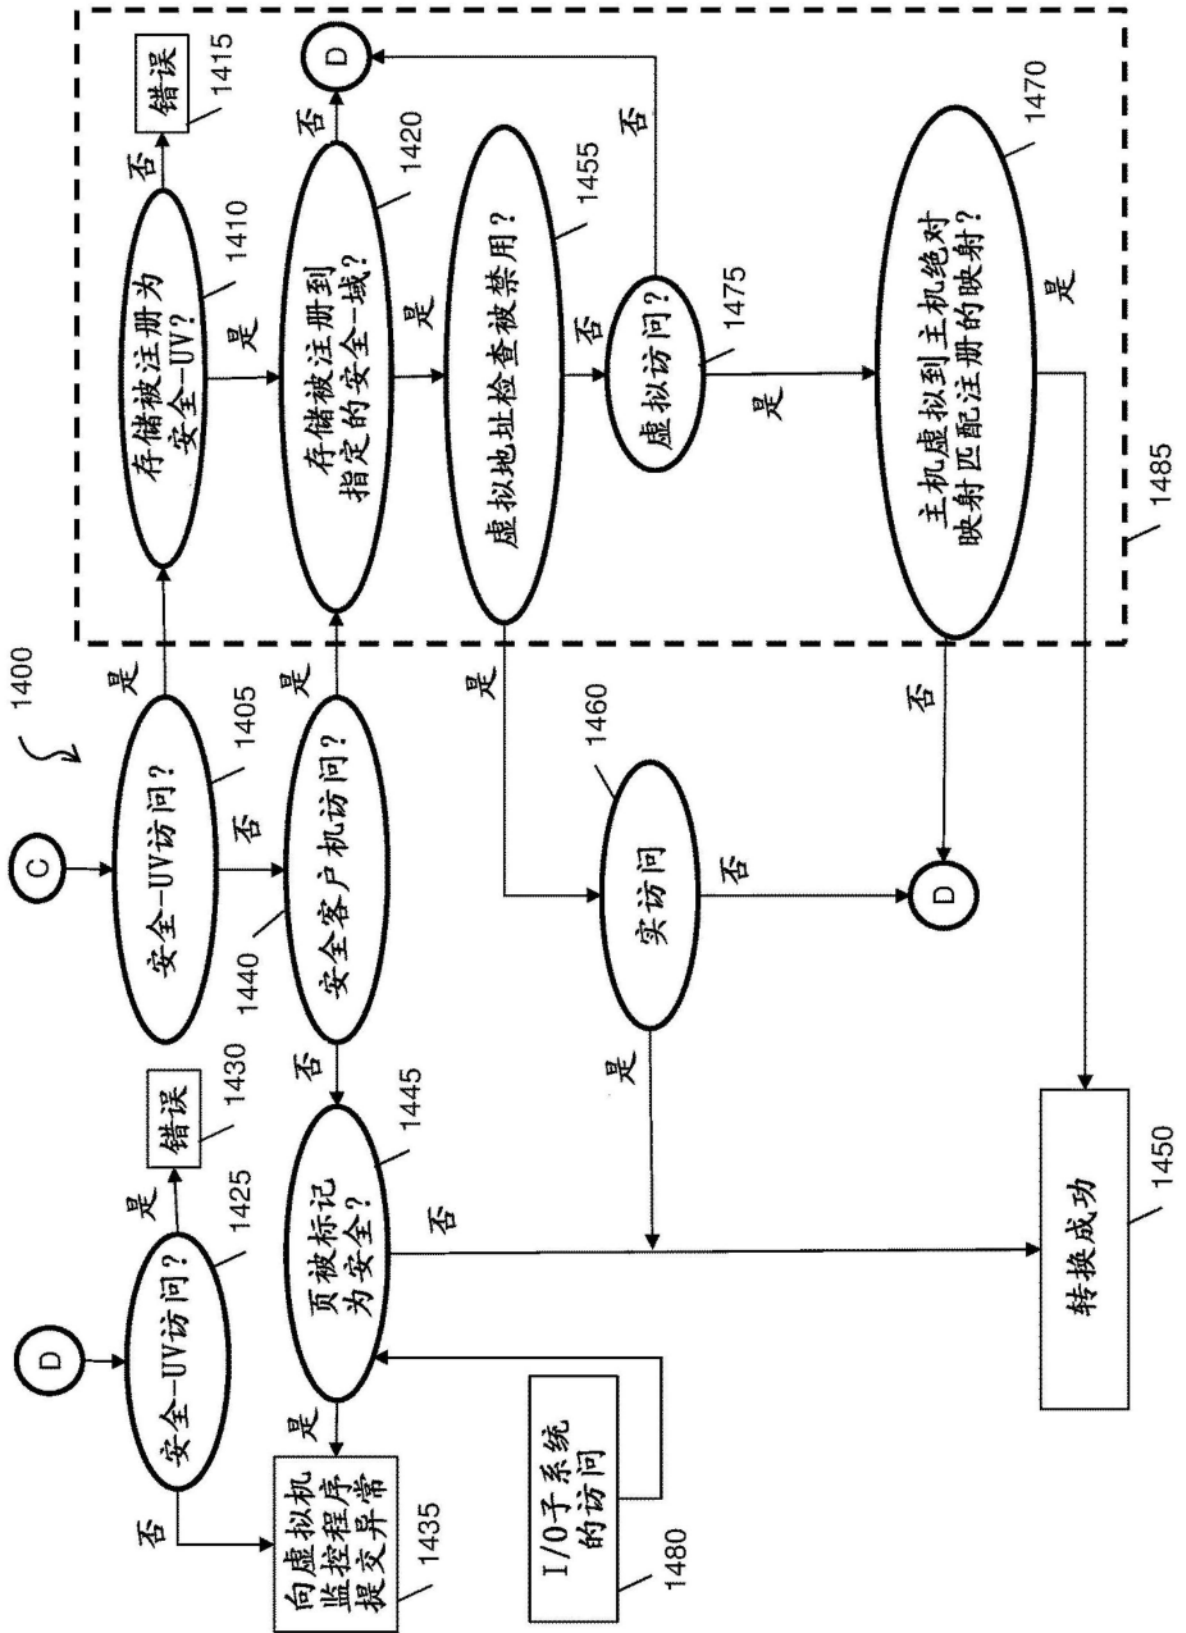 1400
C
安全-UV访问?
1405
是
否
存储被注册为
安全-UV?
1410
否
错误
1415
是
D
安全-UV访问?
1425
是
错误
1430
否
向虚拟机
监控程序
提交异常
1435
安全客户机访问?
1440
是
否
存储被注册到
指定的安全-域?
1420
否
D
是
页被标记
为安全?
1445
是
否
虚拟地址检查被禁用?
1455
是
否
I/O子系统
的访问
1480
实访问
1460
是
否
虚拟访问?
1475
否
是
D
主机虚拟到主机绝对
映射匹配注册的映射?
1470
否
是
转换成功
1450
1485